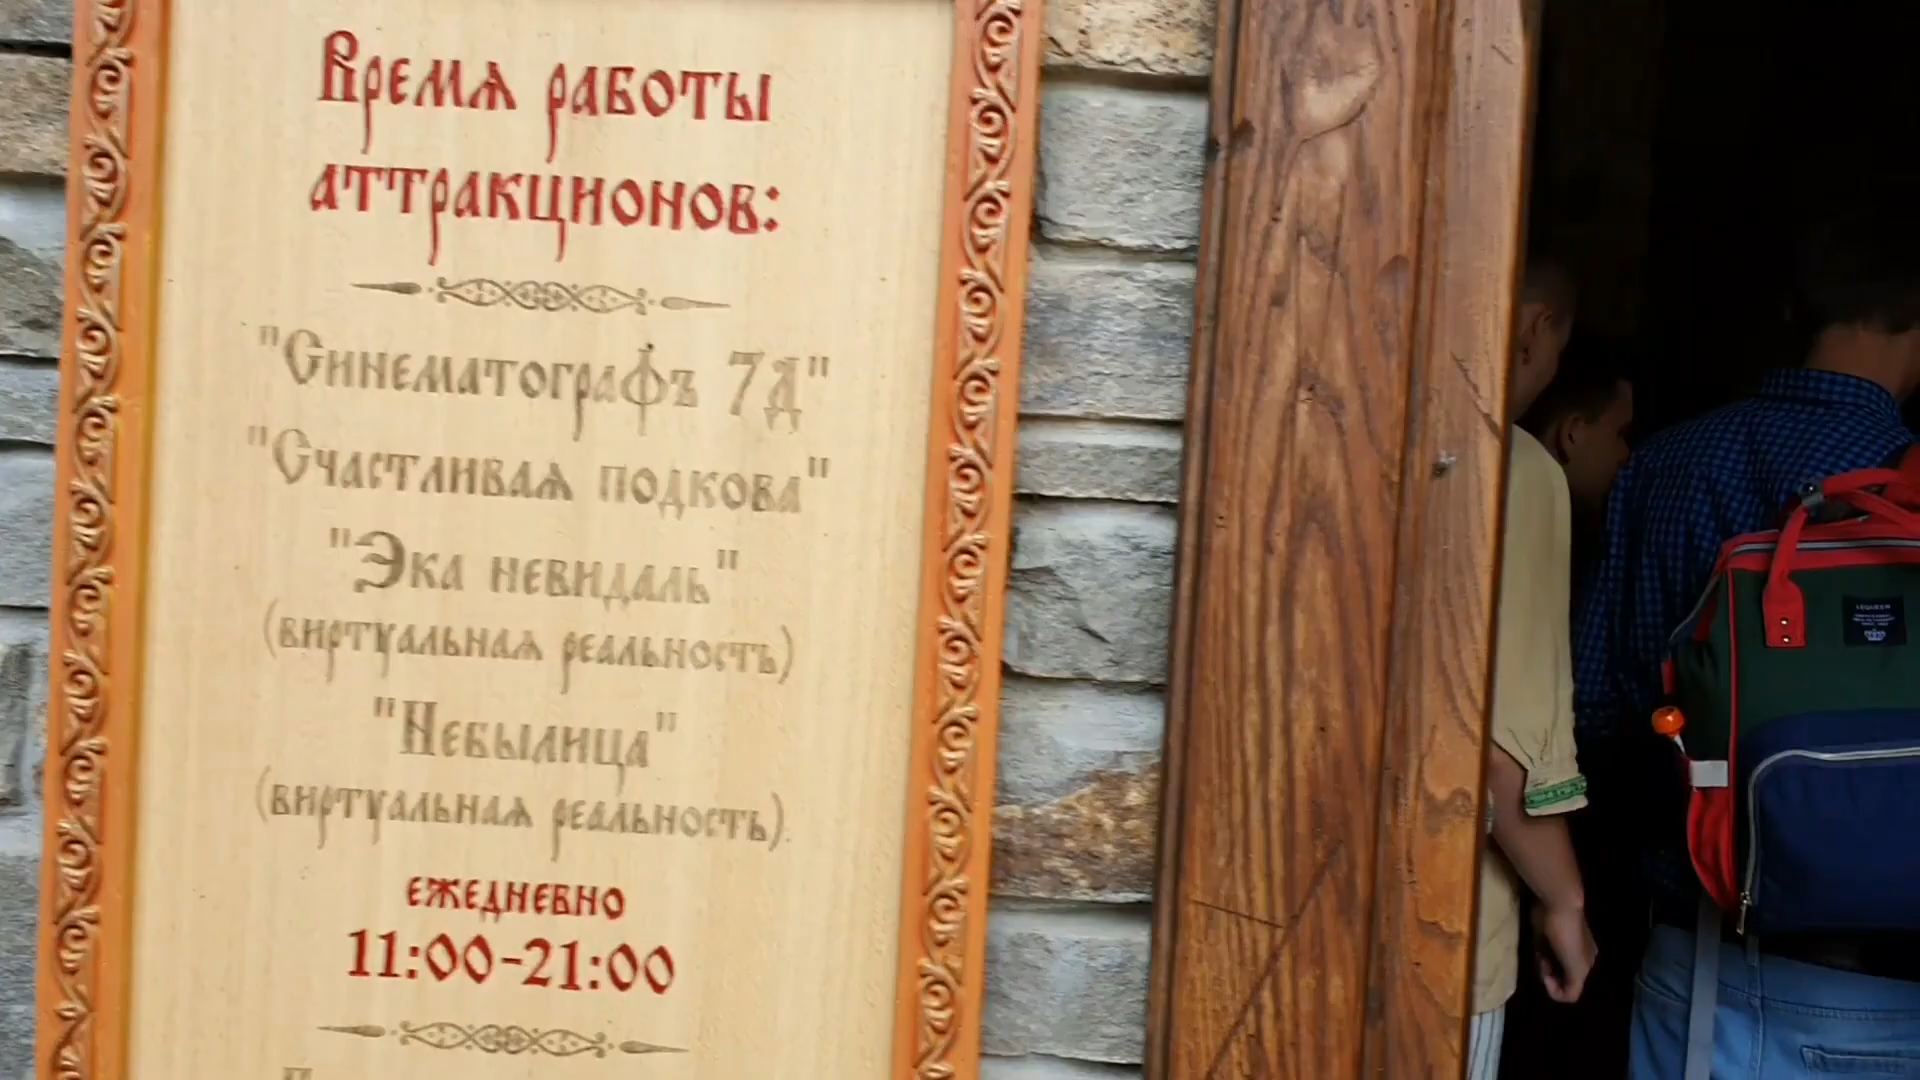 Время работы
аттракционов:
"Синематографъ 7Д"
"Счастливая подкова"
"Эка невидаль"
(виртуальная реальность)
"Небылица"
(виртуальная реальность).
ежедневно
11:00-21:00
LEQUEEN